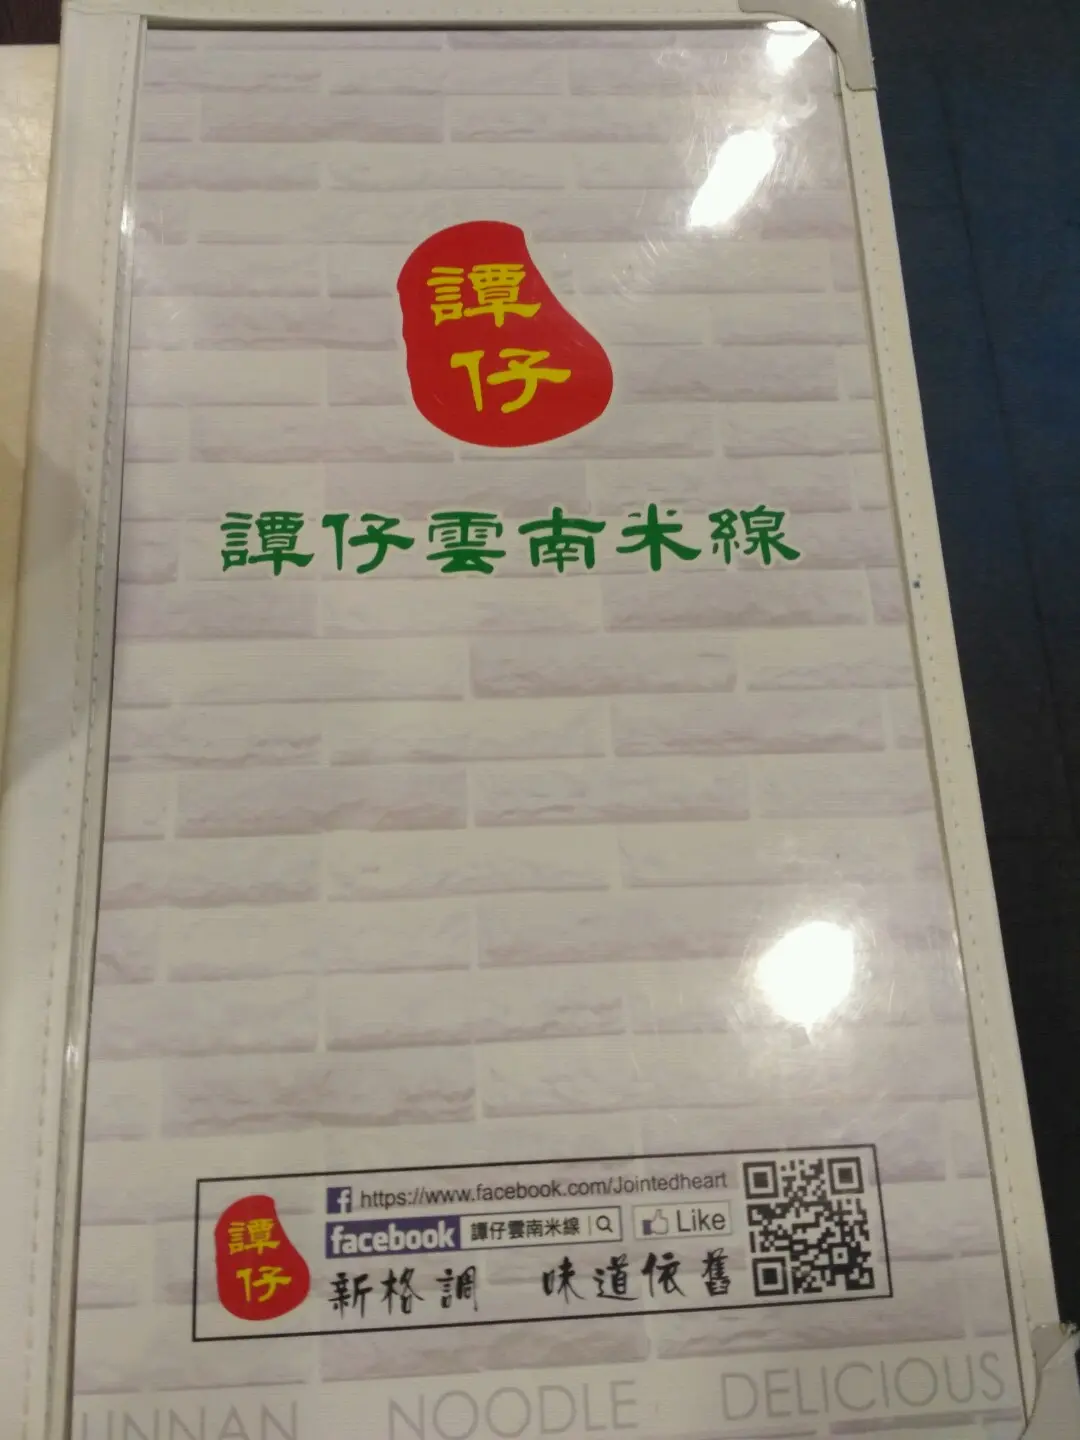 譚
仔
譚仔雲南米線
https://www.facebook.com/Jointedheart
facebook 譚仔雲南米線 Like
譚
仔
新格調 味道依舊
UNNAN NOODLE DELICIOUS